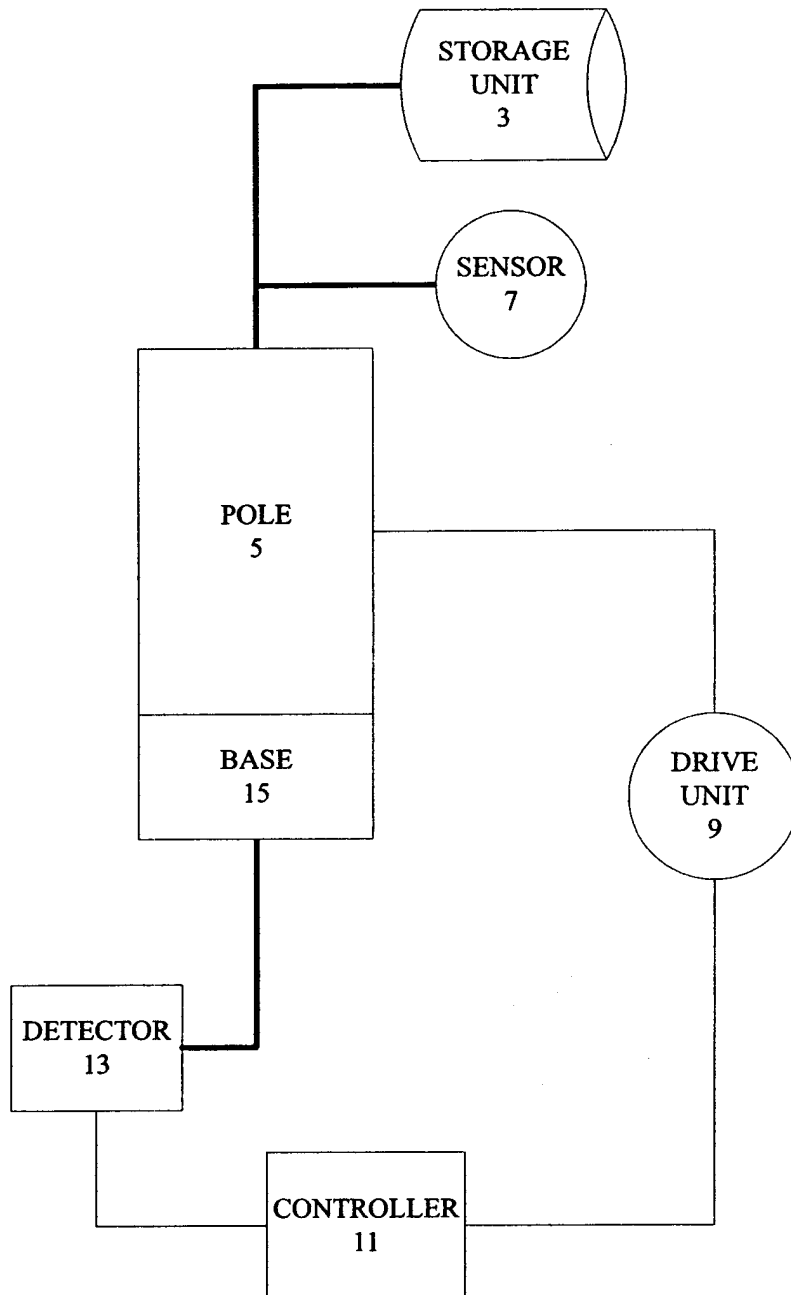 STORAGE
UNIT
3
SENSOR
7
POLE
5
BASE
15
DRIVE
UNIT
9
DETECTOR
13
CONTROLLER
11